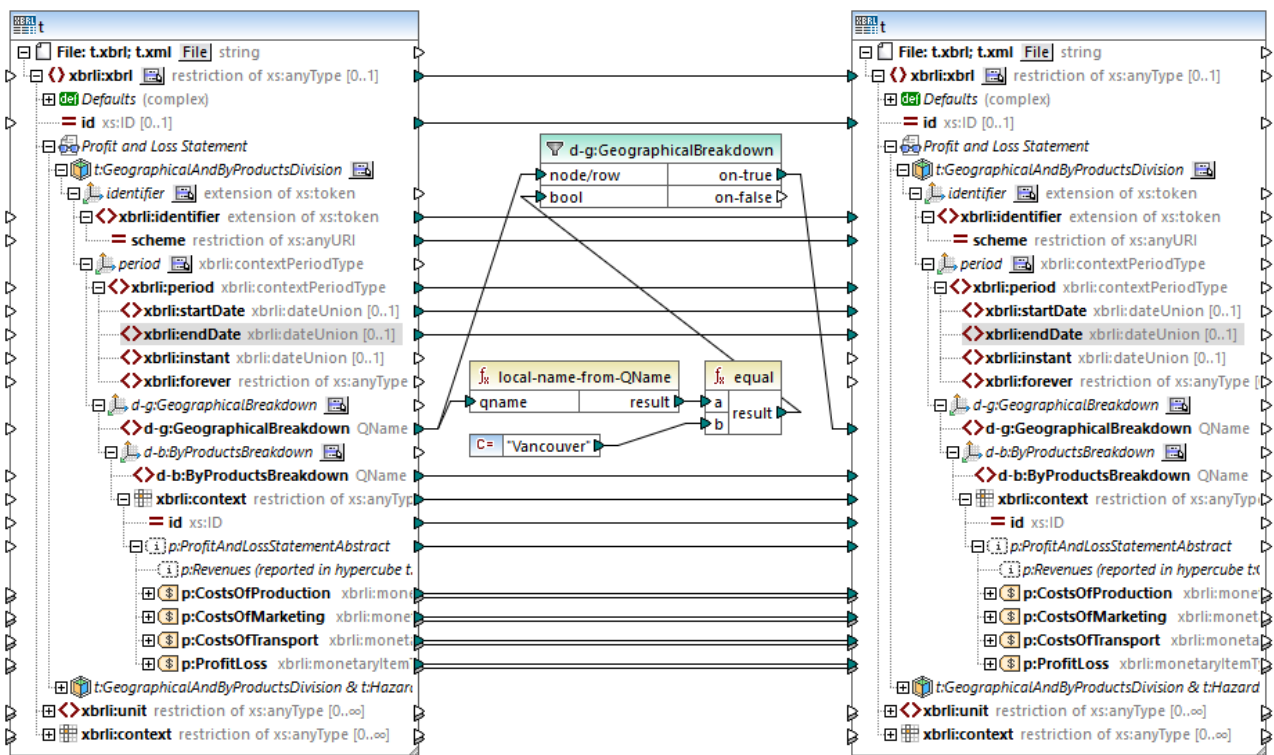 XBRL t
File: t.xbrl; t.xml File string
xbrli:xbrl restriction of xs:anyType [0..1]
def Defaults (complex)
id xs:ID [0..1]
Profit and Loss Statement
t:GeographicalAndByProductsDivision
identifier extension of xs:token
xbrli:identifier extension of xs:token
scheme restriction of xs:anyURI
period xbrli:contextPeriodType
xbrli:period xbrli:contextPeriodType
xbrli:startDate xbrli:dateUnion [0..1]
xbrli:endDate xbrli:dateUnion [0..1]
xbrli:instant xbrli:dateUnion [0..1]
xbrli:forever restriction of xs:anyType
d-g:GeographicalBreakdown
d-g:GeographicalBreakdown QName
d-b:ByProductsBreakdown
d-b:ByProductsBreakdown QName
xbrli:context restriction of xs:anyTyp
id xs:ID
p:ProfitAndLossStatementAbstract
p:Revenues (reported in hypercube t.
p:CostsOfProduction xbrli:mone
p:CostsOfMarketing xbrli:monet
p:CostsOfTransport xbrli:moneta
p:ProfitLoss xbrli:monetaryItemT
t:GeographicalAndByProductsDivision & t:Hazar
xbrli:unit restriction of xs:anyType [0..∞]
xbrli:context restriction of xs:anyType [0..∞]
d-g:GeographicalBreakdown
node/row on-true
bool on-false
fx local-name-from-QName
qname result
fx equal
a
b
result
C= "Vancouver"
XBRL t
File: t.xbrl; t.xml File string
xbrli:xbrl restriction of xs:anyType [0..1]
def Defaults (complex)
id xs:ID [0..1]
Profit and Loss Statement
t:GeographicalAndByProductsDivision
identifier extension of xs:token
xbrli:identifier extension of xs:token
scheme restriction of xs:anyURI
period xbrli:contextPeriodType
xbrli:period xbrli:contextPeriodType
xbrli:startDate xbrli:dateUnion [0..1]
xbrli:endDate xbrli:dateUnion [0..1]
xbrli:instant xbrli:dateUnion [0..1]
xbrli:forever restriction of xs:anyType [
d-g:GeographicalBreakdown
d-g:GeographicalBreakdown QName
d-b:ByProductsBreakdown
d-b:ByProductsBreakdown QName
xbrli:context restriction of xs:anyTyp
id xs:ID
p:ProfitAndLossStatementAbstract
p:Revenues (reported in hypercube t:
p:CostsOfProduction xbrli:mone
p:CostsOfMarketing xbrli:monet
p:CostsOfTransport xbrli:moneta
p:ProfitLoss xbrli:monetaryItemT
t:GeographicalAndByProductsDivision & t:Hazard
xbrli:unit restriction of xs:anyType [0..∞]
xbrli:context restriction of xs:anyType [0..∞]